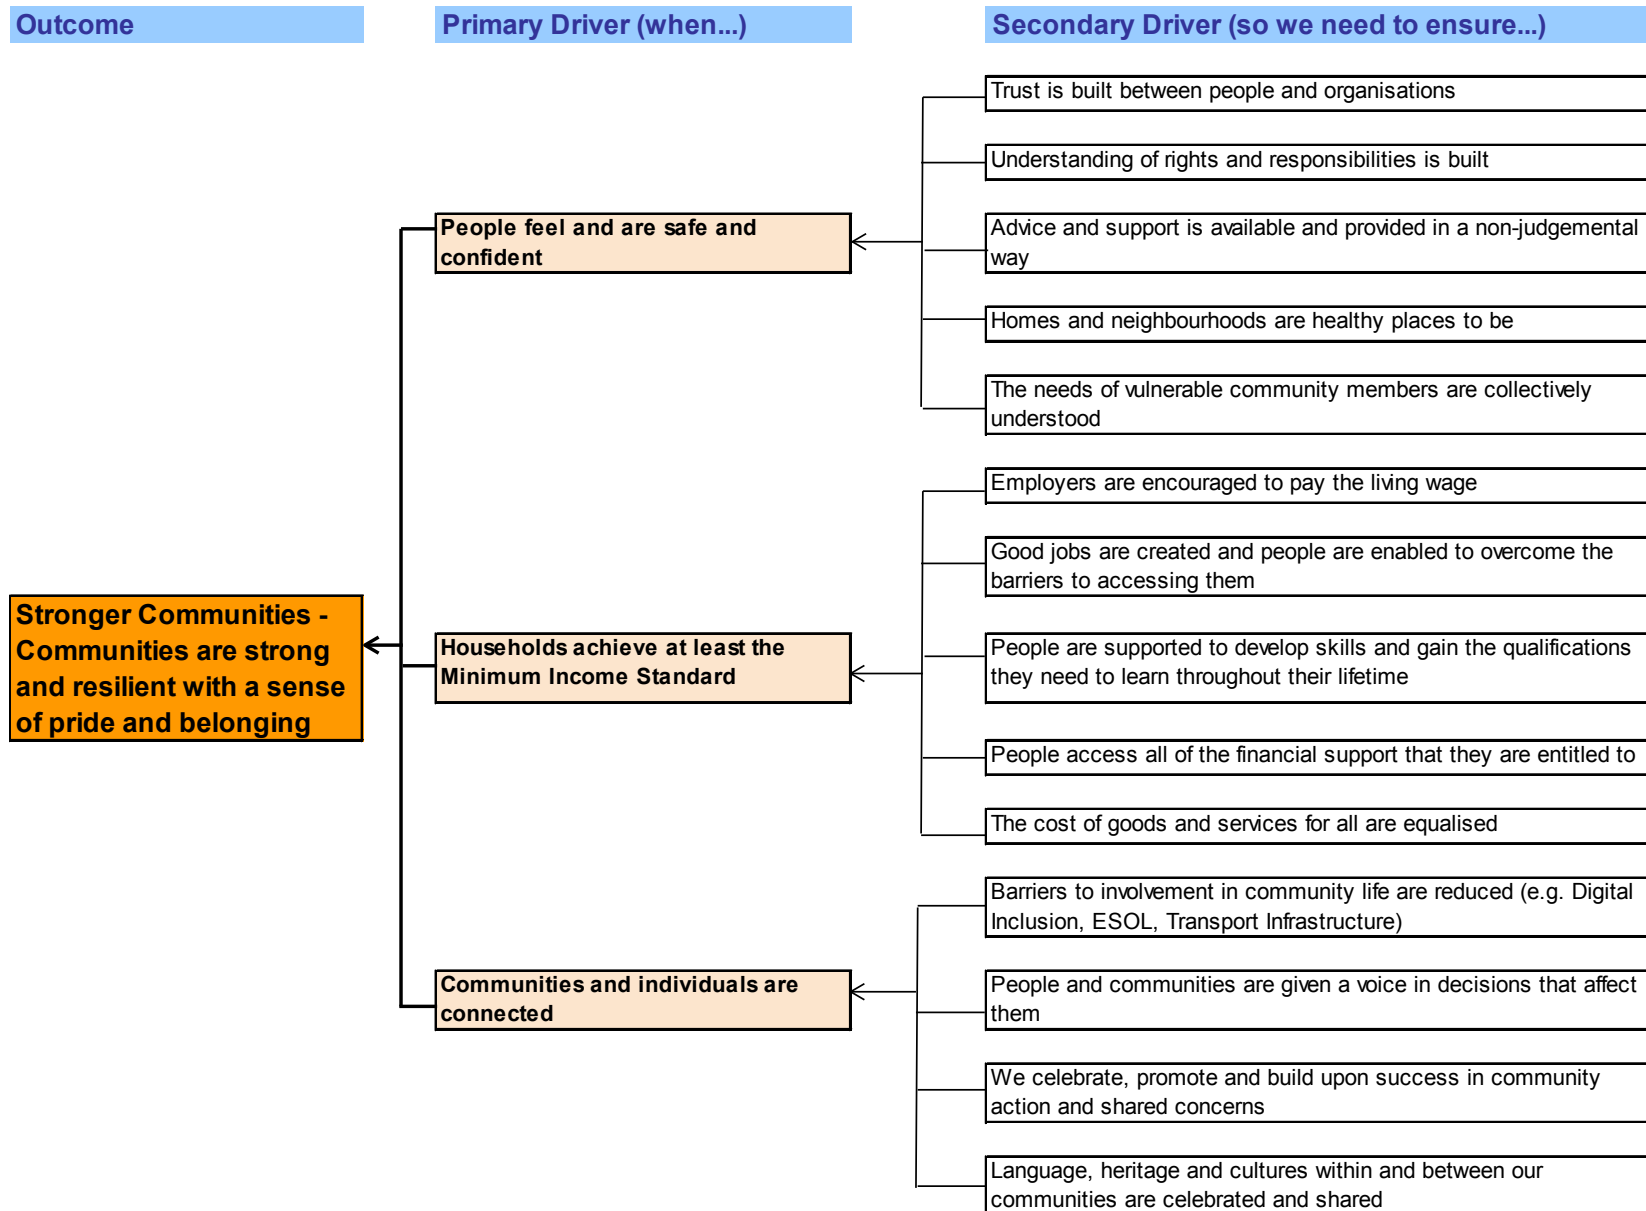 Outcome
Primary Driver (when...)
Secondary Driver (so we need to ensure...)
Stronger Communities -
Communities are strong
and resilient with a sense
of pride and belonging
People feel and are safe and
confident
Trust is built between people and organisations
Understanding of rights and responsibilities is built
Advice and support is available and provided in a non-judgemental
way
Homes and neighbourhoods are healthy places to be
The needs of vulnerable community members are collectively
understood
Households achieve at least the
Minimum Income Standard
Employers are encouraged to pay the living wage
Good jobs are created and people are enabled to overcome the
barriers to accessing them
People are supported to develop skills and gain the qualifications
they need to learn throughout their lifetime
People access all of the financial support that they are entitled to
The cost of goods and services for all are equalised
Communities and individuals are
connected
Barriers to involvement in community life are reduced (e.g. Digital
Inclusion, ESOL, Transport Infrastructure)
People and communities are given a voice in decisions that affect
them
We celebrate, promote and build upon success in community
action and shared concerns
Language, heritage and cultures within and between our
communities are celebrated and shared